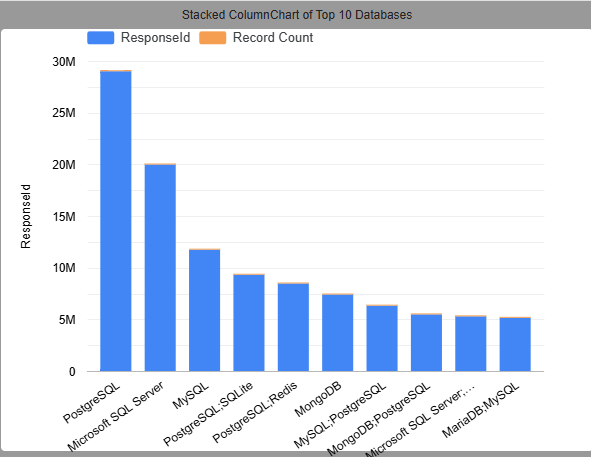 Stacked ColumnChart of Top 10 Databases
ResponseId Record Count
30M
25M
20M
15M
10M
5M
0
ResponseId
PostgreSQL
Microsoft SQL Server
MySQL
PostgreSQL;SQLite
PostgreSQL;Redis
MongoDB
MySQL;PostgreSQL
MongoDB;PostgreSQL
Microsoft SQL Server;…
MariaDB;MySQL